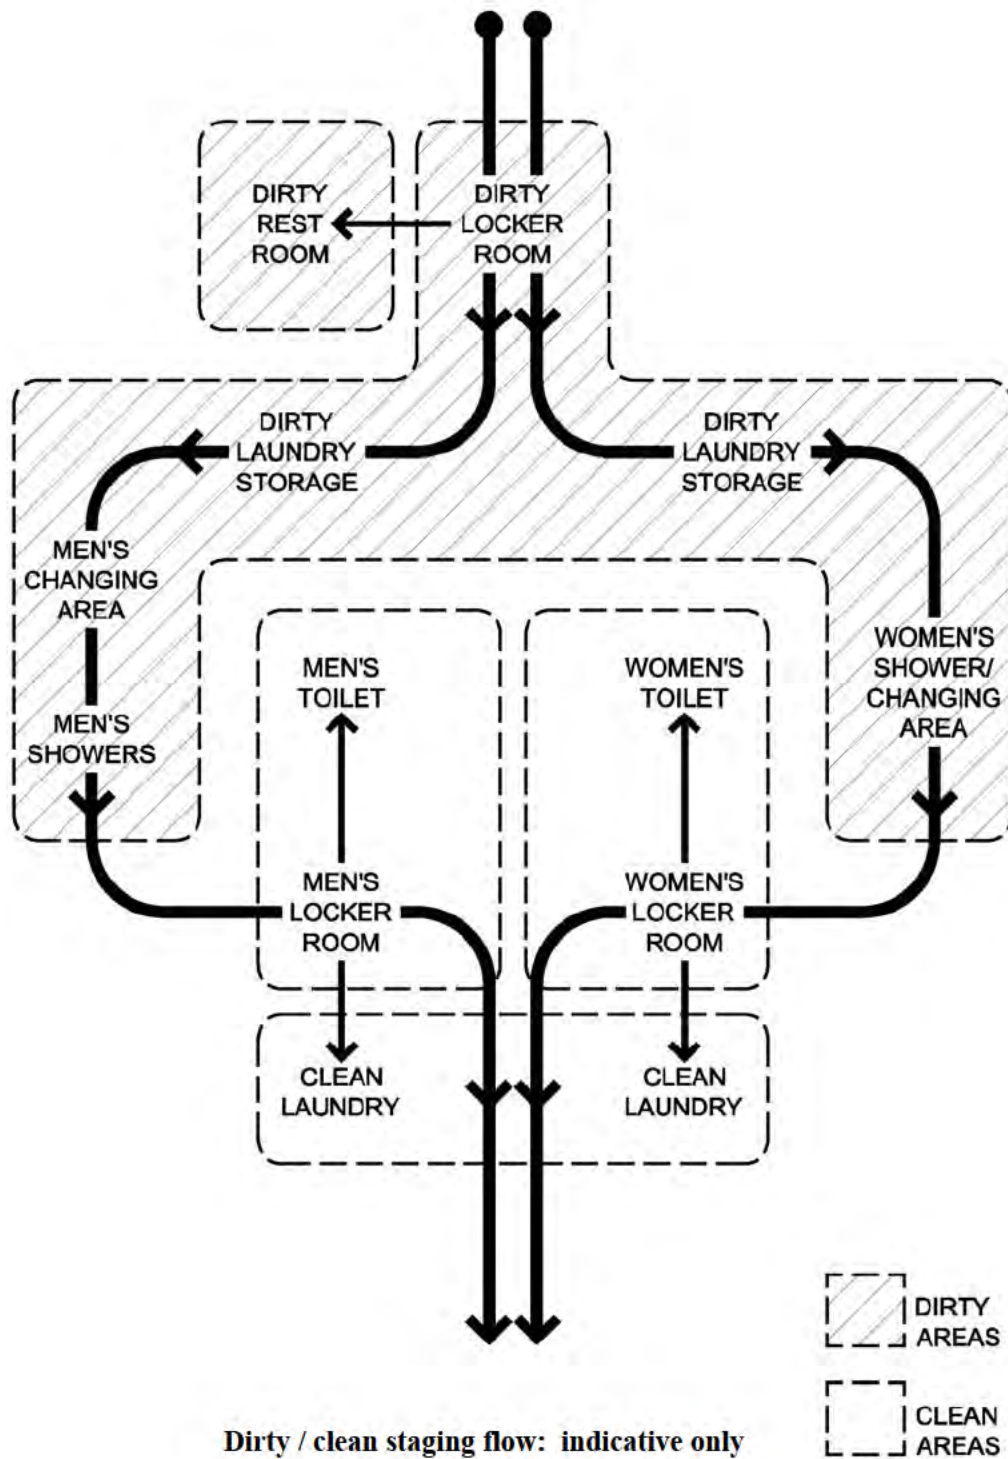 DIRTY
REST
ROOM
DIRTY
LOCKER
ROOM
DIRTY
LAUNDRY
STORAGE
DIRTY
LAUNDRY
STORAGE
MEN'S
CHANGING
AREA
MEN'S
SHOWERS
MEN'S
TOILET
WOMEN'S
TOILET
WOMEN'S
SHOWER/
CHANGING
AREA
MEN'S
LOCKER
ROOM
WOMEN'S
LOCKER
ROOM
CLEAN
LAUNDRY
CLEAN
LAUNDRY
DIRTY
AREAS
CLEAN
AREAS
Dirty / clean staging flow: indicative only